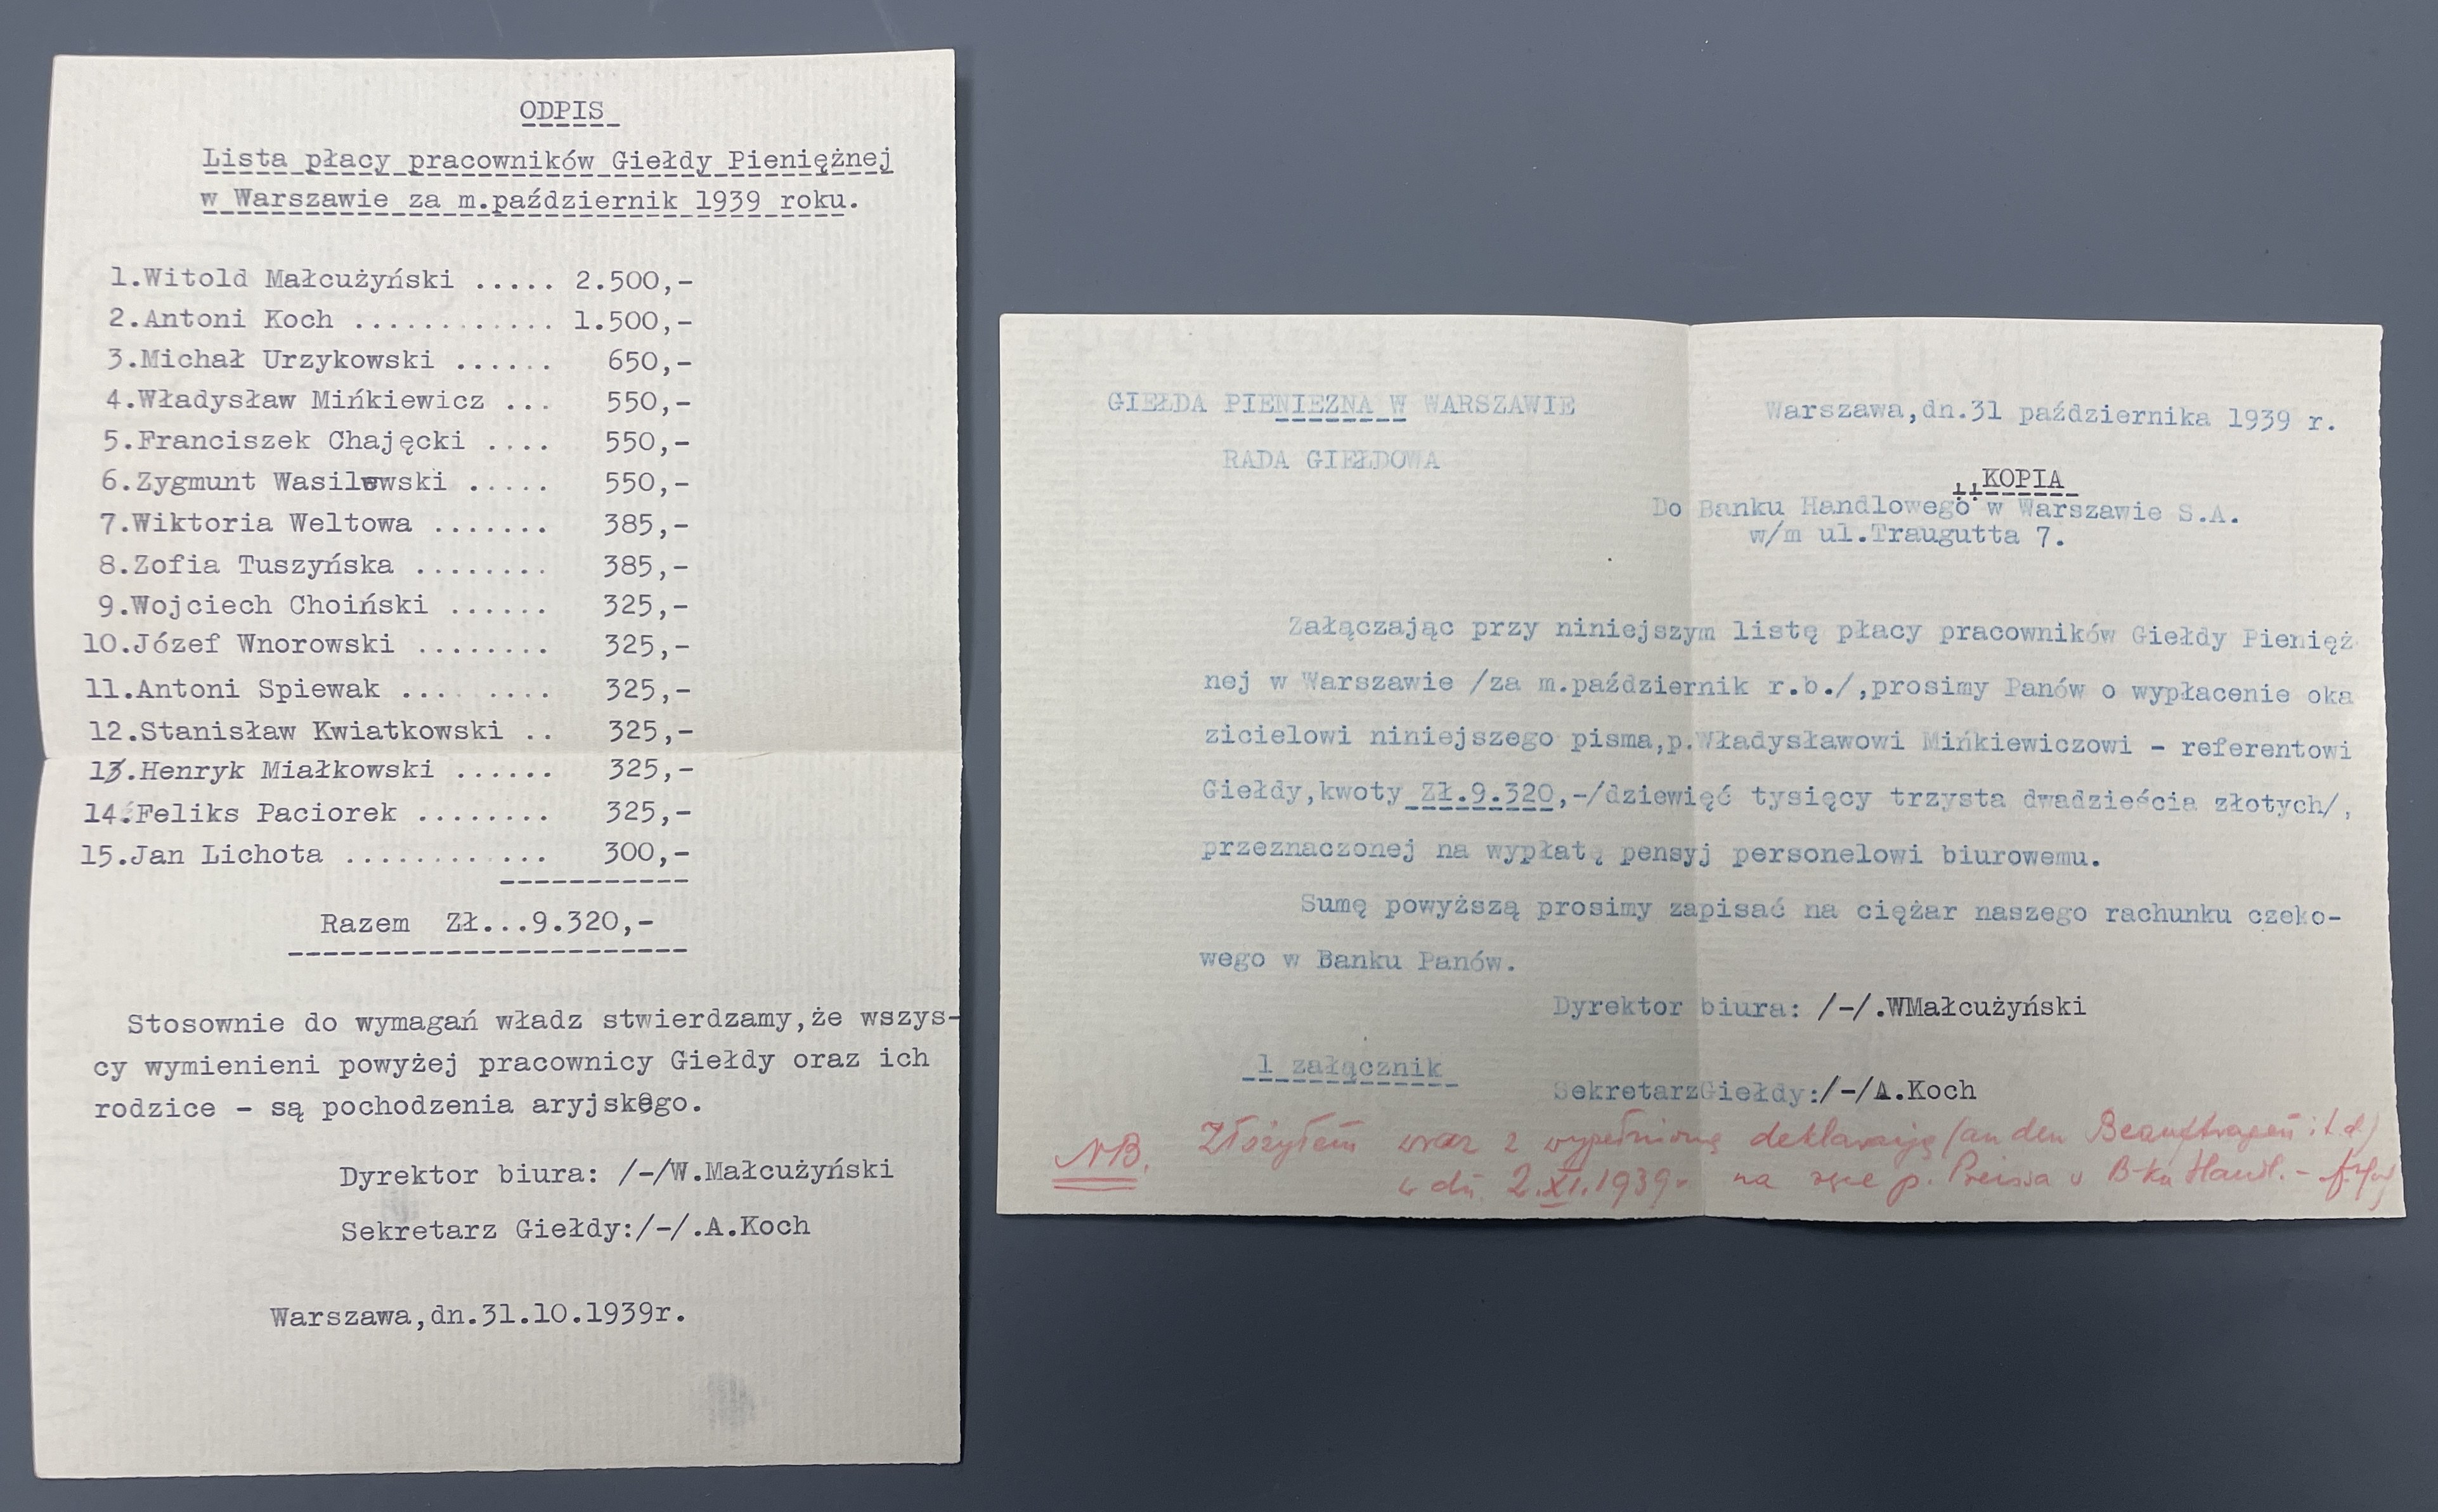 ODPIS
Lista płacy pracowników Giełdy Pieniężnej
w Warszawie za m.październik 1939 roku.
1.Witold Małcużyński ..... 2.500,-
2.Antoni Koch ............ 1.500,-
3.Michał Urzykowski ...... 650,-
4.Władysław Mińkiewicz ... 550,-
5.Franciszek Chajęcki .... 550,-
6.Zygmunt Wasilewski ..... 550,-
7.Wiktoria Weltowa ....... 385,-
8.Zofia Tuszyńska ........ 385,-
9.Wojciech Choiński ...... 325,-
10.Józef Wnorowski ........ 325,-
11.Antoni Spiewak ......... 325,-
12.Stanisław Kwiatkowski .. 325,-
13.Henryk Miałkowski ...... 325,-
14.Feliks Paciorek ........ 325,-
15.Jan Lichota ............ 300,-
Razem Zł...9.320,-
Stosownie do wymagań władz stwierdzamy,że wszys-
cy wymienieni powyżej pracownicy Giełdy oraz ich
rodzice - są pochodzenia aryjskego.
Dyrektor biura: /-/W.Małcużyński
Sekretarz Giełdy:/-/.A.Koch
Warszawa,dn.31.10.1939r.
GIEŁDA PIENIEZNA W WARSZAWIE
RADA GIEŁDOWA
Warszawa,dn.31 października 1939 r.
,,KOPIA
Do Banku Handlowego w Warszawie S.A.
w/m ul.Traugutta 7.
Załączając przy niniejszym listę płacy pracowników Giełdy Pienięż
nej w Warszawie /za m.październik r.b./,prosimy Panów o wypłacenie oka
zicielowi niniejszego pisma,p.Władysławowi Mińkiewiczowi - referentowi
Giełdy,kwoty Zł.9.320,-/dziewięć tysięcy trzysta dwadzieścia złotych/,
przeznaczonej na wypłatę pensyj personelowi biurowemu.
Sumę powyższą prosimy zapisać na ciężar naszego rachunku czeko-
wego w Banku Panów.
Dyrektor biura: /-/.WMałcużyński
1 załącznik
SekretarzGiełdy:/-/A.Koch
NB. Złożyłem wraz z wypełnioną deklaracją (an den Beauftragten i t.d)
w dn. 2.XI.1939r na ręce p. Preissa w B-ku Handl. -